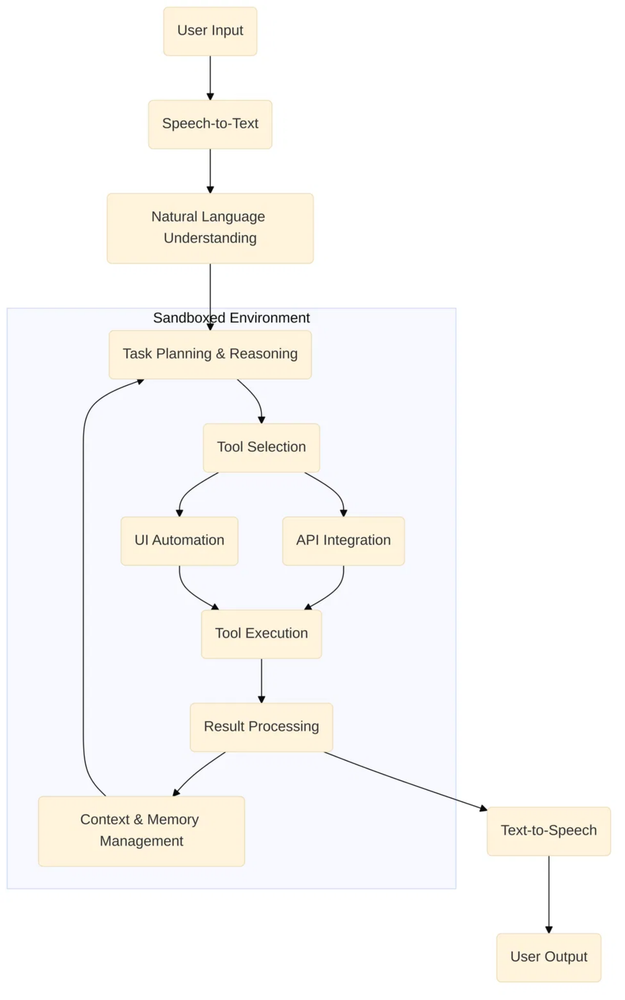 User Input
Speech-to-Text
Natural Language
Understanding
Sandboxed Environment
Task Planning & Reasoning
Tool Selection
UI Automation
API Integration
Tool Execution
Result Processing
Context & Memory
Management
Text-to-Speech
User Output